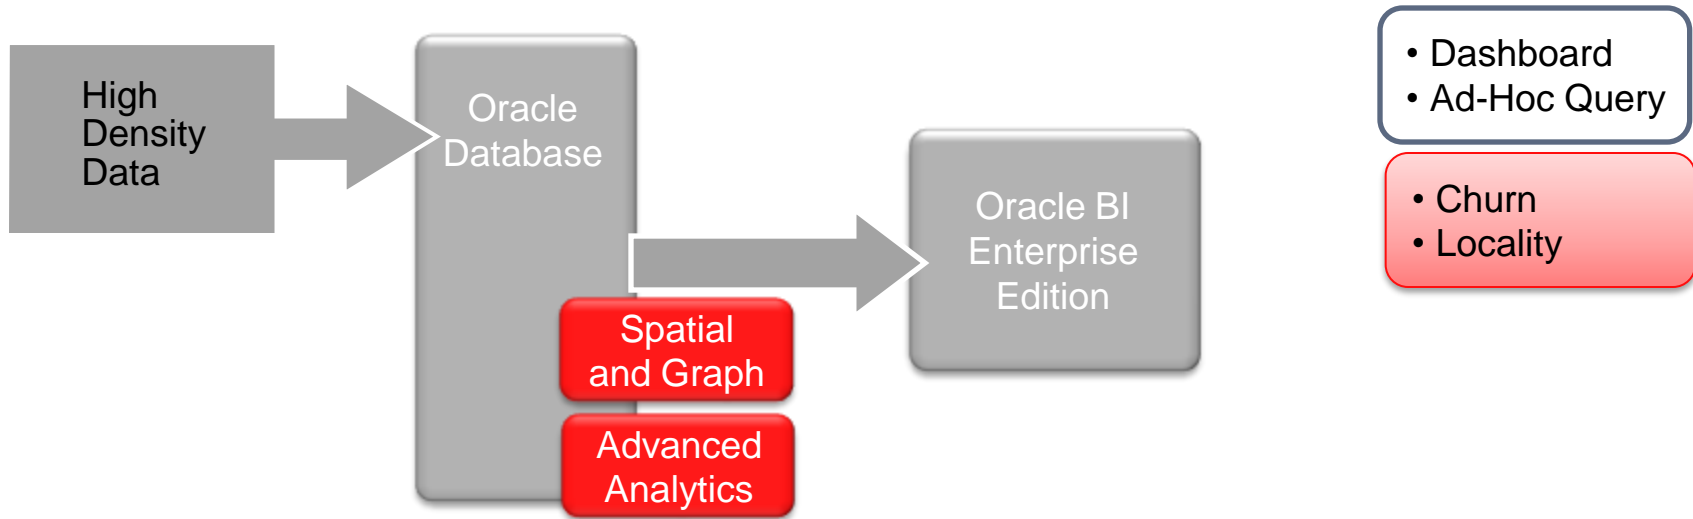 High
Density
Data
Oracle
Database
Spatial
and Graph
Advanced
Analytics
Oracle BI
Enterprise
Edition
• Dashboard
• Ad-Hoc Query
• Churn
• Locality